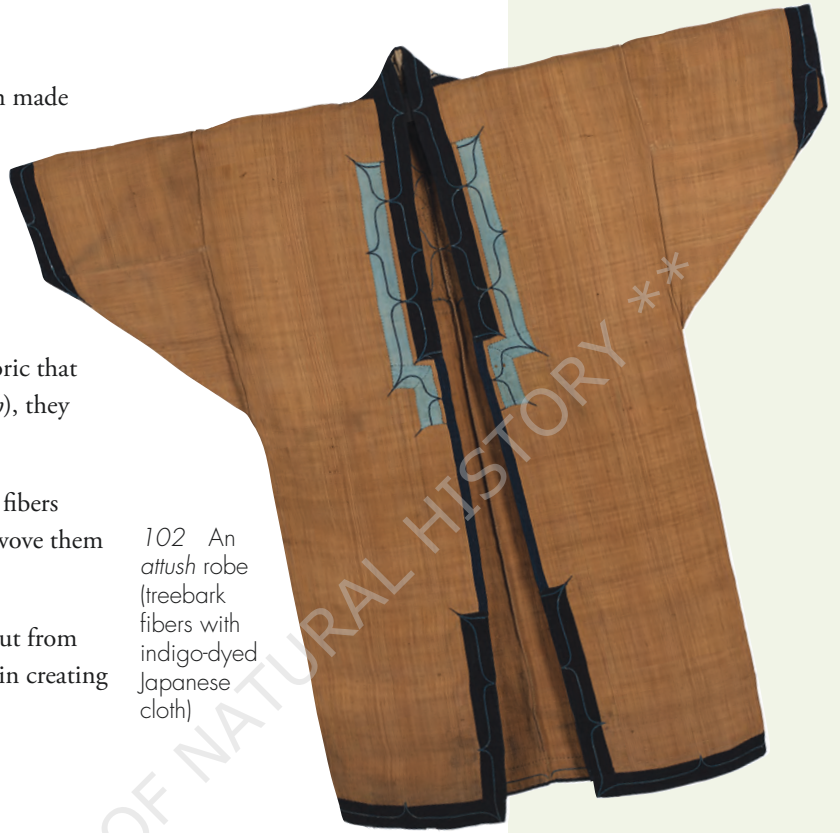 n made
ric that
), they
fibers
wove them
ut from
in creating
102 An
attush robe
(treebark
fibers with
indigo-dyed
Japanese
cloth)
OF NATURAL HISTORY **